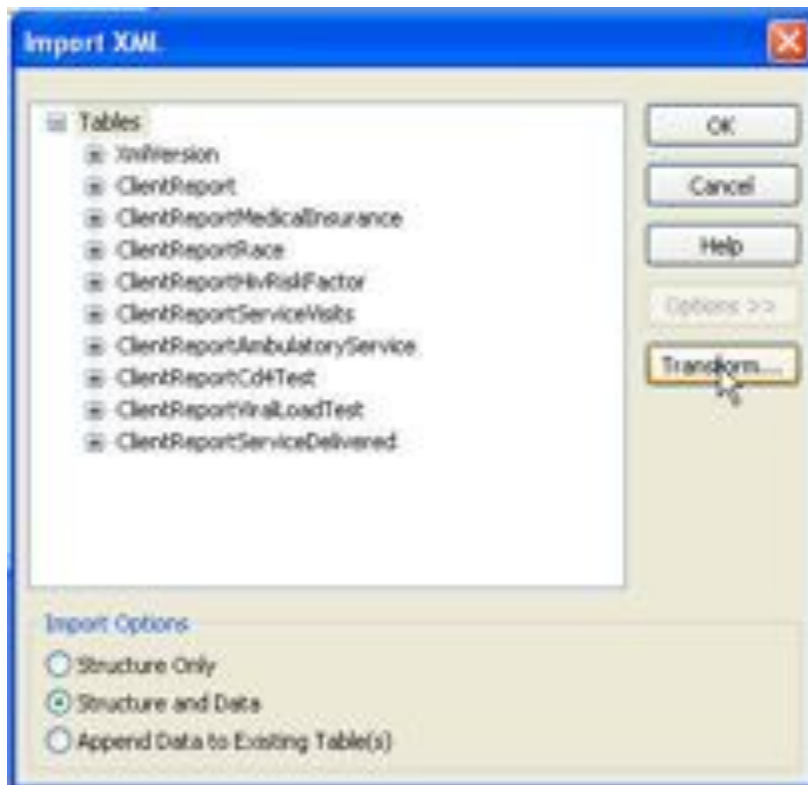 Import XML
Tables
XmlVersion
ClientReport
ClientReportMedicalInsurance
ClientReportRace
ClientReportHivRiskFactor
ClientReportServiceVisits
ClientReportAmbulatoryService
ClientReportCd4Test
ClientReportViralLoadTest
ClientReportServiceDelivered
OK
Cancel
Help
Options >>
Transform...
Import Options
Structure Only
Structure and Data
Append Data to Existing Table(s)